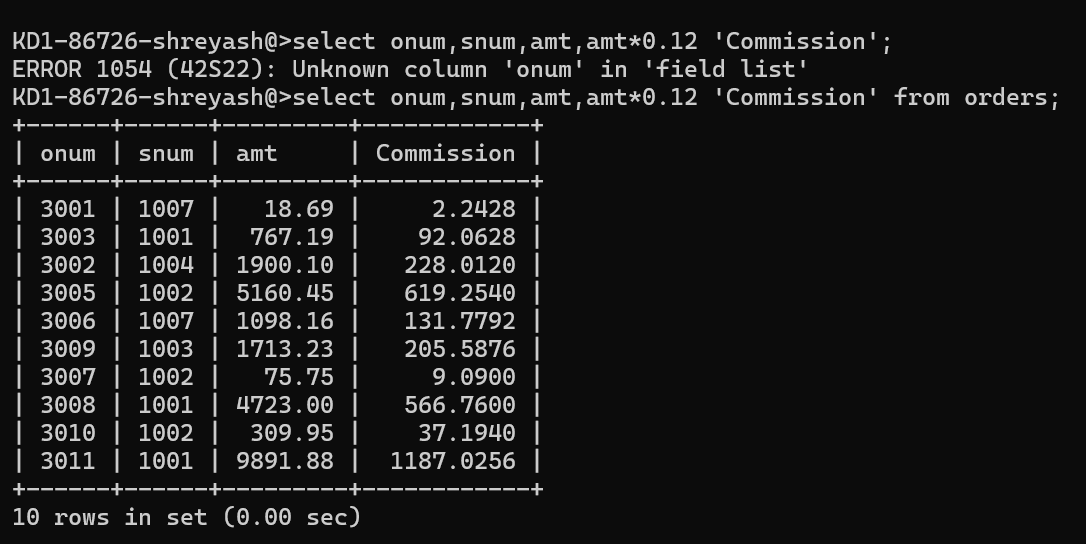 KD1-86726-shreyash@>select onum,snum,amt,amt*0.12 'Commission';
ERROR 1054 (42S22): Unknown column 'onum' in 'field list'
KD1-86726-shreyash@>select onum,snum,amt,amt*0.12 'Commission' from orders;
+------+------+---------+------------+
| onum | snum | amt     | Commission |
+------+------+---------+------------+
| 3001 | 1007 |   18.69 |     2.2428 |
| 3003 | 1001 |  767.19 |    92.0628 |
| 3002 | 1004 | 1900.10 |   228.0120 |
| 3005 | 1002 | 5160.45 |   619.2540 |
| 3006 | 1007 | 1098.16 |   131.7792 |
| 3009 | 1003 | 1713.23 |   205.5876 |
| 3007 | 1002 |   75.75 |     9.0900 |
| 3008 | 1001 | 4723.00 |   566.7600 |
| 3010 | 1002 |  309.95 |    37.1940 |
| 3011 | 1001 | 9891.88 |  1187.0256 |
+------+------+---------+------------+
10 rows in set (0.00 sec)